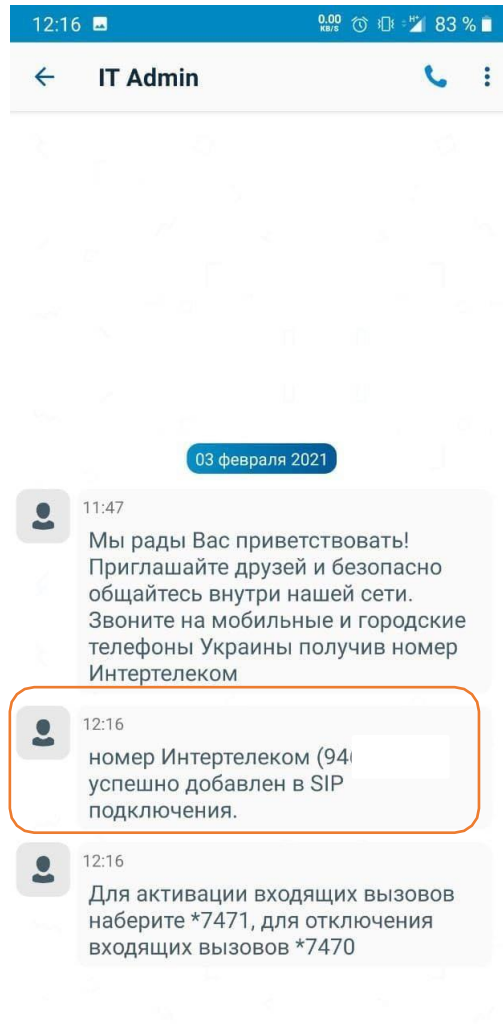 12:16
0.00
KB/S
H+
83 %
IT Admin
03 февраля 2021
11:47
Мы рады Вас приветствовать!
Приглашайте друзей и безопасно
общайтесь внутри нашей сети.
Звоните на мобильные и городские
телефоны Украины получив номер
Интертелеком
12:16
номер Интертелеком (94
успешно добавлен в SIP
подключения.
12:16
Для активации входящих вызовов
наберите *7471, для отключения
входящих вызовов *7470